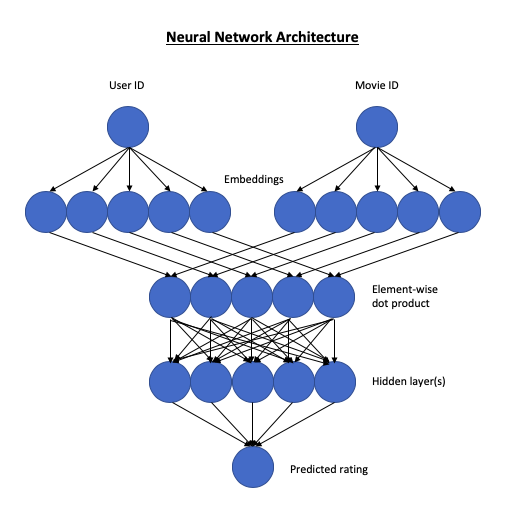 Neural Network Architecture
User ID
Movie ID
Embeddings
Element-wise
dot product
Hidden layer(s)
Predicted rating